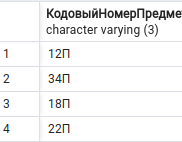 КодовыйНомерПредме
character varying (3)
1 12П
2 34П
3 18П
4 22П